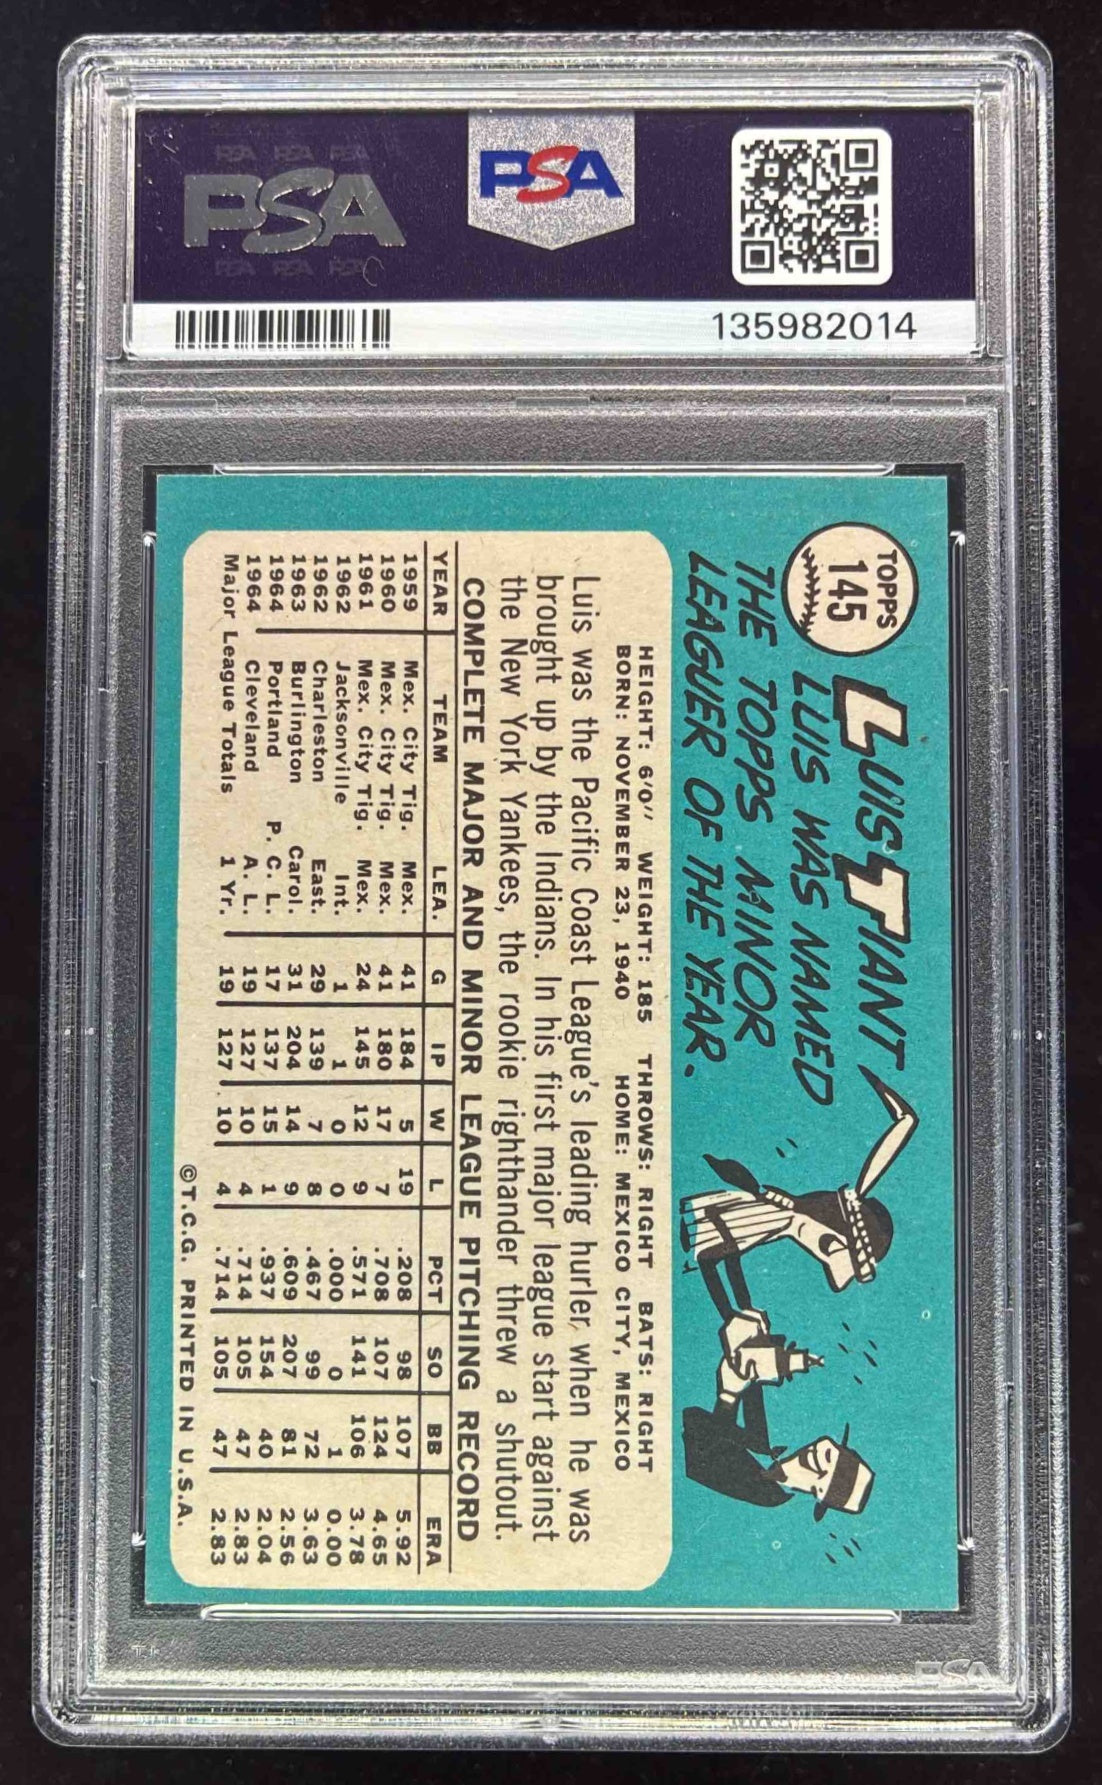 PSA PSA PSA
PSA
PSA PSA PSA
PSA
135982014
TOPPS
145
LUIS TIANT
LUIS WAS NAMED
THE TOPPS MINOR
LEAGUER OF THE YEAR.
HEIGHT: 6'0" WEIGHT: 185 THROWS: RIGHT BATS: RIGHT
BORN: NOVEMBER 23, 1940 HOME: MEXICO CITY, MEXICO
Luis was the Pacific Coast League's leading hurler, when he was
brought up by the Indians. In his first major league start against
the New York Yankees, the rookie righthander threw a shutout.
COMPLETE MAJOR AND MINOR LEAGUE PITCHING RECORD
YEAR TEAM LEA. G IP W L PCT SO BB ERA
1959 Mex. City Tig. Mex. 41 184 5 19 .208 98 107 5.92
1960 Mex. City Tig. Mex. 41 180 17 7 .708 107 124 4.65
1961 Mex. City Tig. Mex. 24 145 12 9 .571 141 106 3.78
1962 Jacksonville Int. 1 1 0 0 .000 0 1 0.00
1962 Charleston East. 29 139 7 8 .467 99 72 3.63
1963 Burlington Carol. 31 204 14 9 .609 207 81 2.56
1964 Portland P. C. L. 17 137 15 1 .937 154 40 2.04
1964 Cleveland A. L. 19 127 10 4 .714 105 47 2.83
Major League Totals 1 Yr. 19 127 10 4 .714 105 47 2.83
©T.C.G. PRINTED IN U.S.A.
PSA